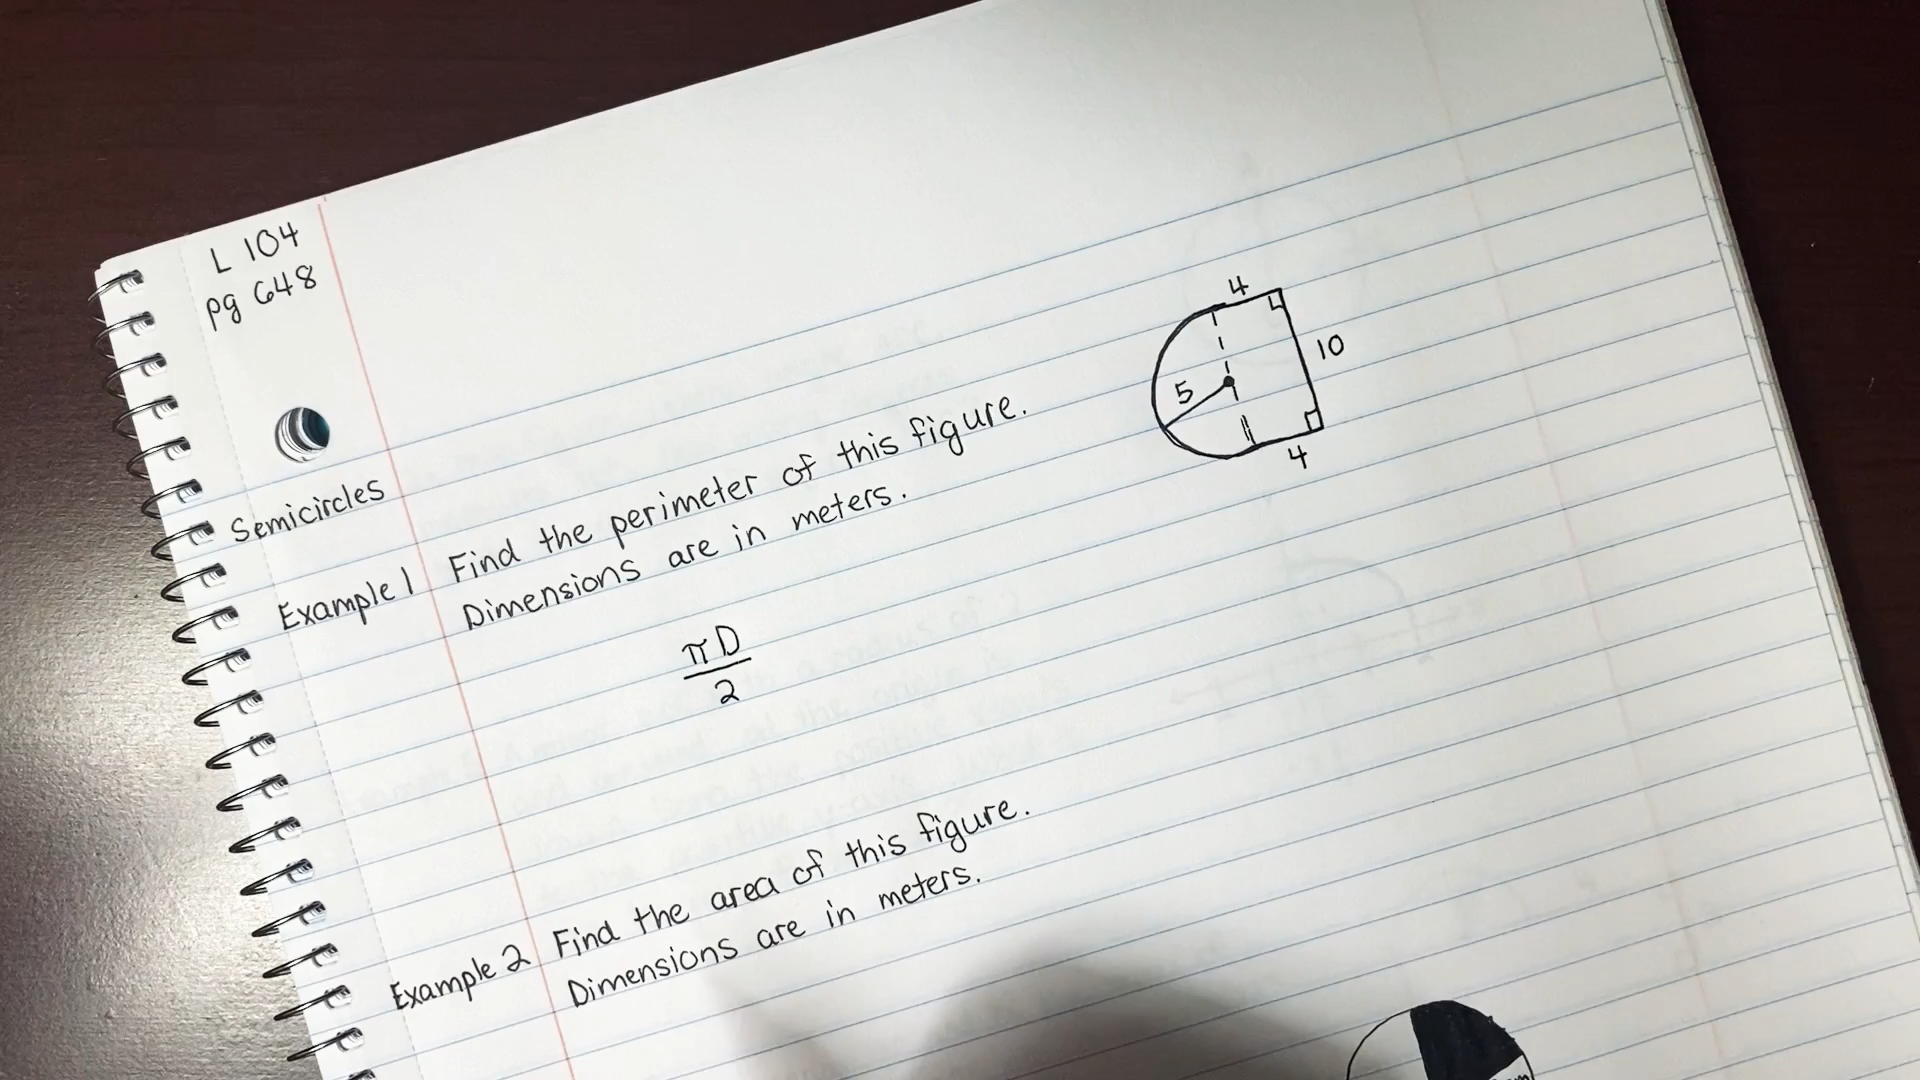 L 104
pg 648
4
10
5
4
Semicircles
Example 1 Find the perimeter of this figure.
Dimensions are in meters.
πD
2
Example 2 Find the area of this figure.
Dimensions are in meters.